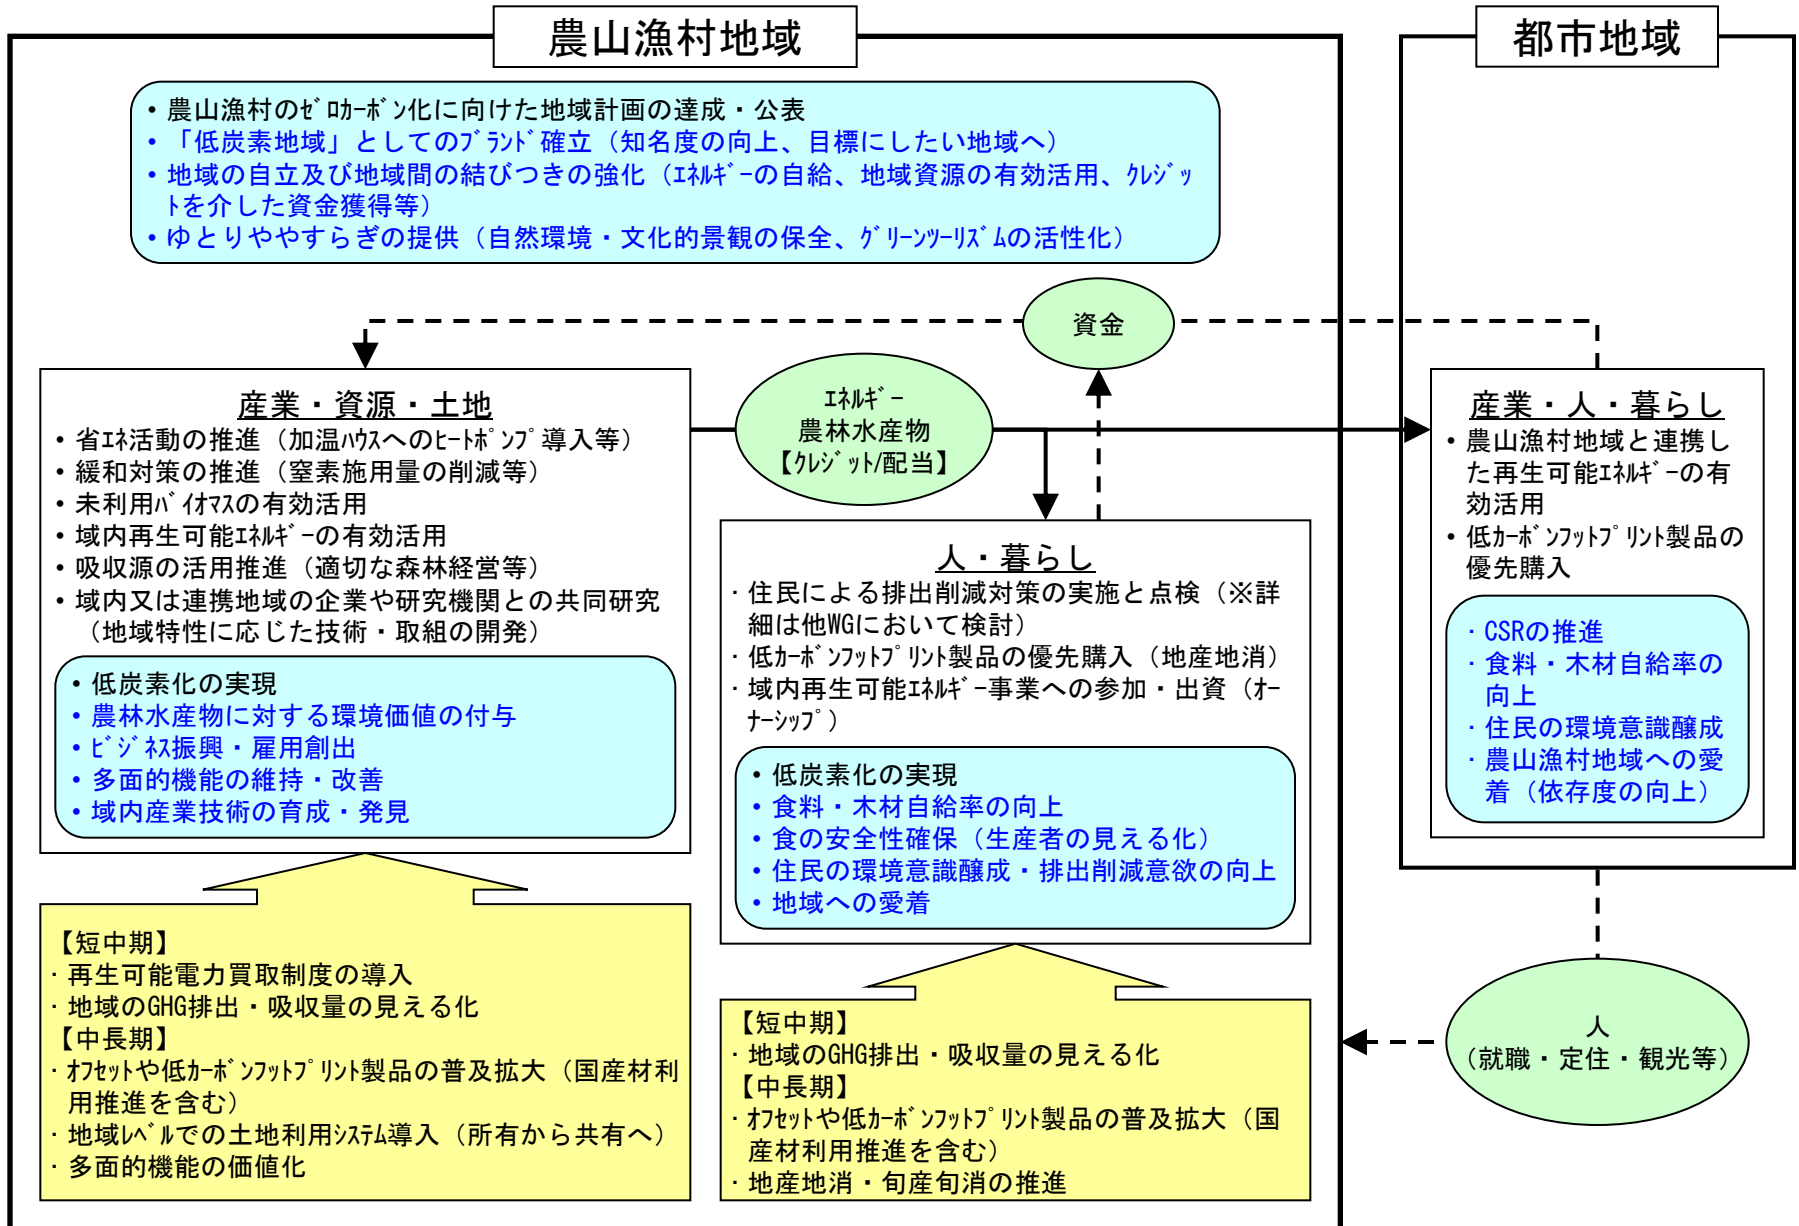 農山漁村地域
都市地域
・農山漁村のｾﾞﾛｶｰﾎﾞﾝ化に向けた地域計画の達成・公表
・「低炭素地域」としてのﾌﾞﾗﾝﾄﾞ確立（知名度の向上、目標にしたい地域へ）
・地域の自立及び地域間の結びつきの強化（ｴﾈﾙｷﾞｰの自給、地域資源の有効活用、ｸﾚｼﾞｯ
ﾄを介した資金獲得等）
・ゆとりややすらぎの提供（自然環境・文化的景観の保全、ｸﾞﾘｰﾝﾂｰﾘｽﾞﾑの活性化）
資金
産業・資源・土地
・省ｴﾈ活動の推進（加温ﾊｳｽへのﾋｰﾄﾎﾟﾝﾌﾟ導入等）
・緩和対策の推進（窒素施用量の削減等）
・未利用ﾊﾞｲｵﾏｽの有効活用
・域内再生可能ｴﾈﾙｷﾞｰの有効活用
・吸収源の活用推進（適切な森林経営等）
・域内又は連携地域の企業や研究機関との共同研究
（地域特性に応じた技術・取組の開発）
・低炭素化の実現
・農林水産物に対する環境価値の付与
・ﾋﾞｼﾞﾈｽ振興・雇用創出
・多面的機能の維持・改善
・域内産業技術の育成・発見
【短中期】
・再生可能電力買取制度の導入
・地域のGHG排出・吸収量の見える化
【中長期】
・ｵﾌｾｯﾄや低ｶｰﾎﾞﾝﾌｯﾄﾌﾟﾘﾝﾄ製品の普及拡大（国産材利
用推進を含む）
・地域ﾚﾍﾞﾙでの土地利用ｼｽﾃﾑ導入（所有から共有へ）
・多面的機能の価値化
ｴﾈﾙｷﾞｰ
農林水産物
【ｸﾚｼﾞｯﾄ/配当】
人・暮らし
・住民による排出削減対策の実施と点検（※詳
細は他WGにおいて検討）
・低ｶｰﾎﾞﾝﾌｯﾄﾌﾟﾘﾝﾄ製品の優先購入（地産地消）
・域内再生可能ｴﾈﾙｷﾞｰ事業への参加・出資（ｵｰ
ﾅｰｼｯﾌﾟ）
・低炭素化の実現
・食料・木材自給率の向上
・食の安全性確保（生産者の見える化）
・住民の環境意識醸成・排出削減意欲の向上
・地域への愛着
【短中期】
・地域のGHG排出・吸収量の見える化
【中長期】
・ｵﾌｾｯﾄや低ｶｰﾎﾞﾝﾌｯﾄﾌﾟﾘﾝﾄ製品の普及拡大（国
産材利用推進を含む）
・地産地消・旬産旬消の推進
産業・人・暮らし
・農山漁村地域と連携し
た再生可能ｴﾈﾙｷﾞｰの有
効活用
・低ｶｰﾎﾞﾝﾌｯﾄﾌﾟﾘﾝﾄ製品の
優先購入
・CSRの推進
・食料・木材自給率の
向上
・住民の環境意識醸成
・農山漁村地域への愛
着（依存度の向上）
人
（就職・定住・観光等）